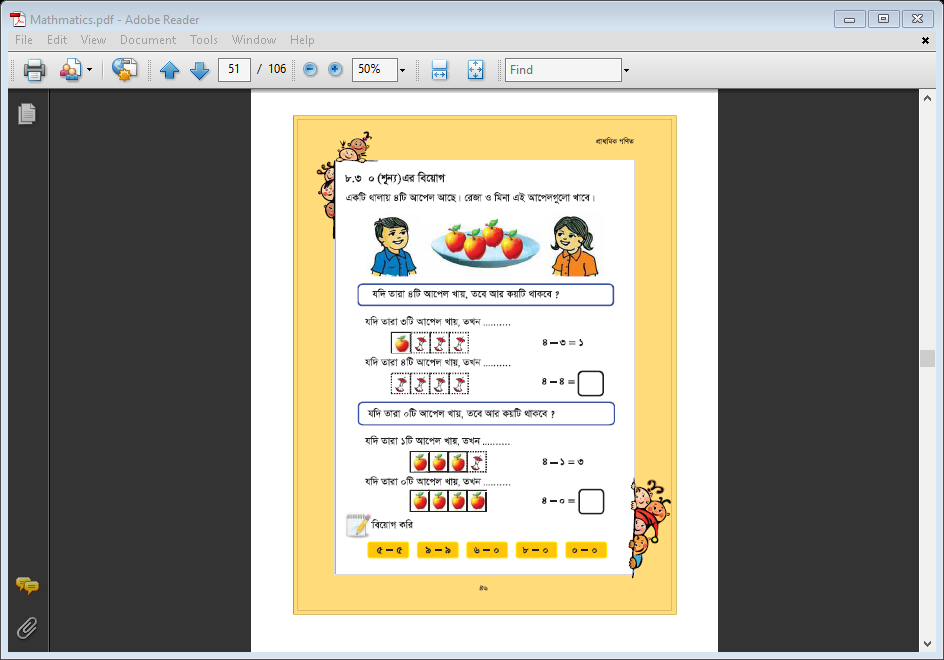 Mathmatics.pdf - Adobe Reader
File Edit View Document Tools Window Help
51 / 106 50% Find
প্রাথমিক গণিত
৮.৩ ০ (শূন্য) এর বিয়োগ
একটি থালায় ৪টি আপেল আছে। রেজা ও মিনা এই আপেলগুলো খাবে।
যদি তারা ৪টি আপেল খায়, তবে আর কয়টি থাকবে ?
যদি তারা ৩টি আপেল খায়, তখন ..........
৪ – ৩ = ১
যদি তারা ৪টি আপেল খায়, তখন ..........
৪ – ৪ =
যদি তারা ০টি আপেল খায়, তবে আর কয়টি থাকবে ?
যদি তারা ১টি আপেল খায়, তখন ..........
৪ – ১ = ৩
যদি তারা ০টি আপেল খায়, তখন ..........
৪ – ০ =
বিয়োগ করি
৫ – ৫ ৯ – ৯ ৬ – ০ ৮ – ০ ০ – ০
৪৬